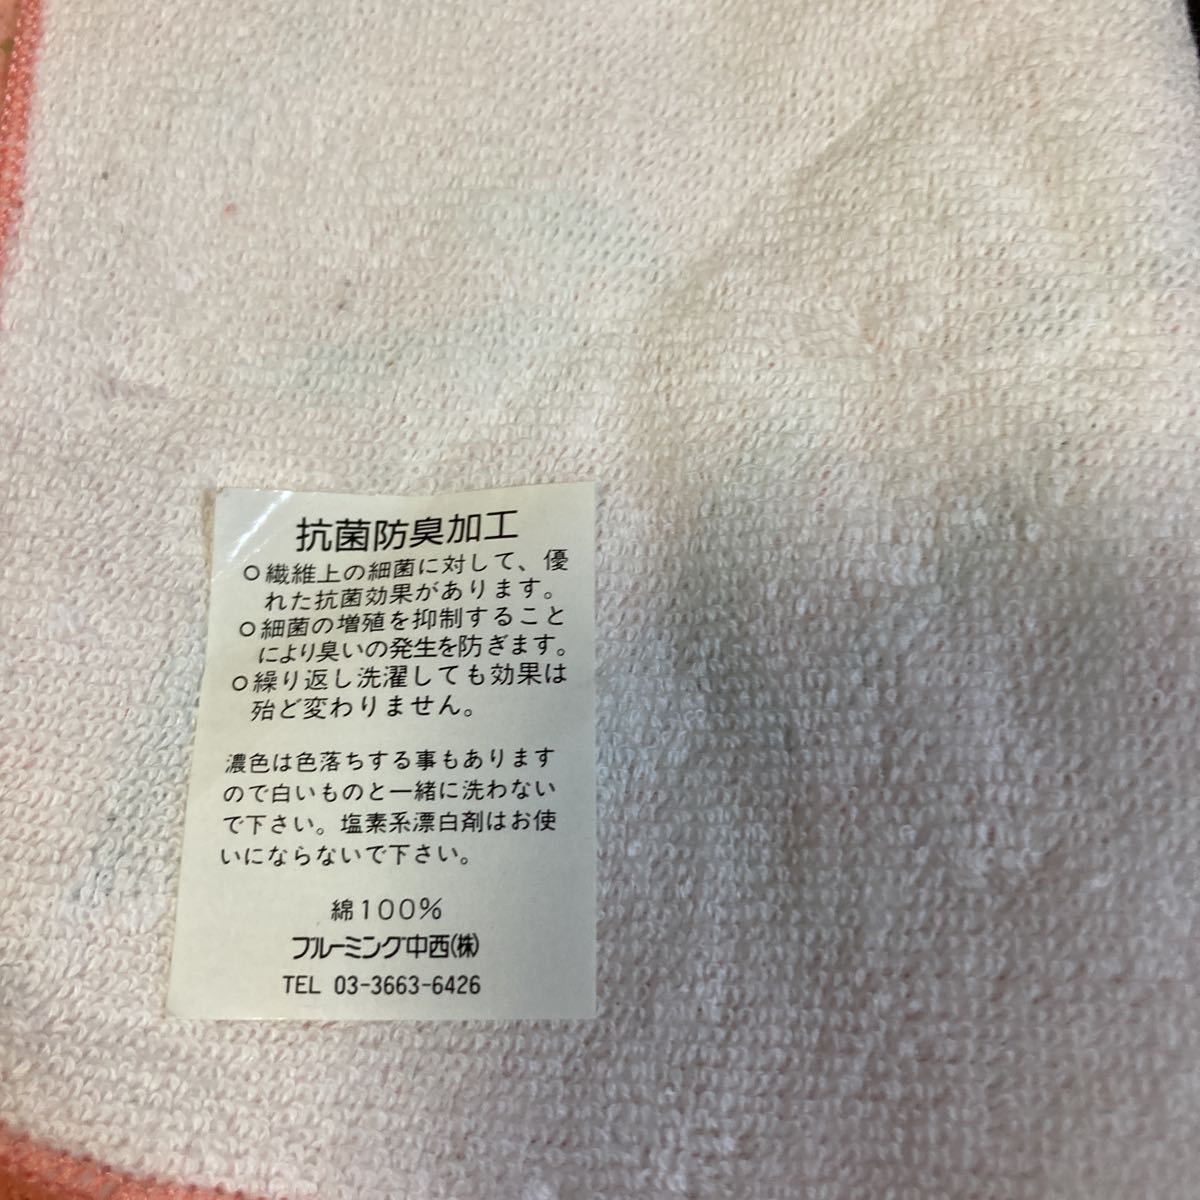 抗菌防臭加工
○繊維上の細菌に対して、優
れた抗菌効果があります。
○細菌の増殖を抑制すること
により臭いの発生を防ぎます。
○繰り返し洗濯しても効果は
殆ど変わりません。
濃色は色落ちする事もあります
ので白いものと一緒に洗わない
で下さい。塩素系漂白剤はお使
いにならないで下さい。
綿100%
ブルーミング中西(株)
TEL 03-3663-6426